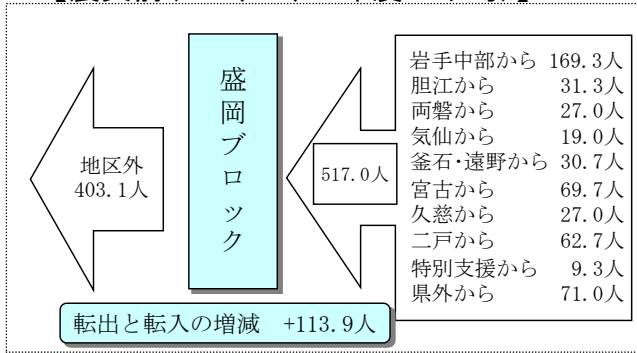 盛岡ブロック
地区外
403.1人
517.0人
岩手中部から 169.3人
胆江から 31.3人
両磐から 27.0人
気仙から 19.0人
釜石・遠野から 30.7人
宮古から 69.7人
久慈から 27.0人
二戸から 62.7人
特別支援から 9.3人
県外から 71.0人
転出と転入の増減 +113.9人